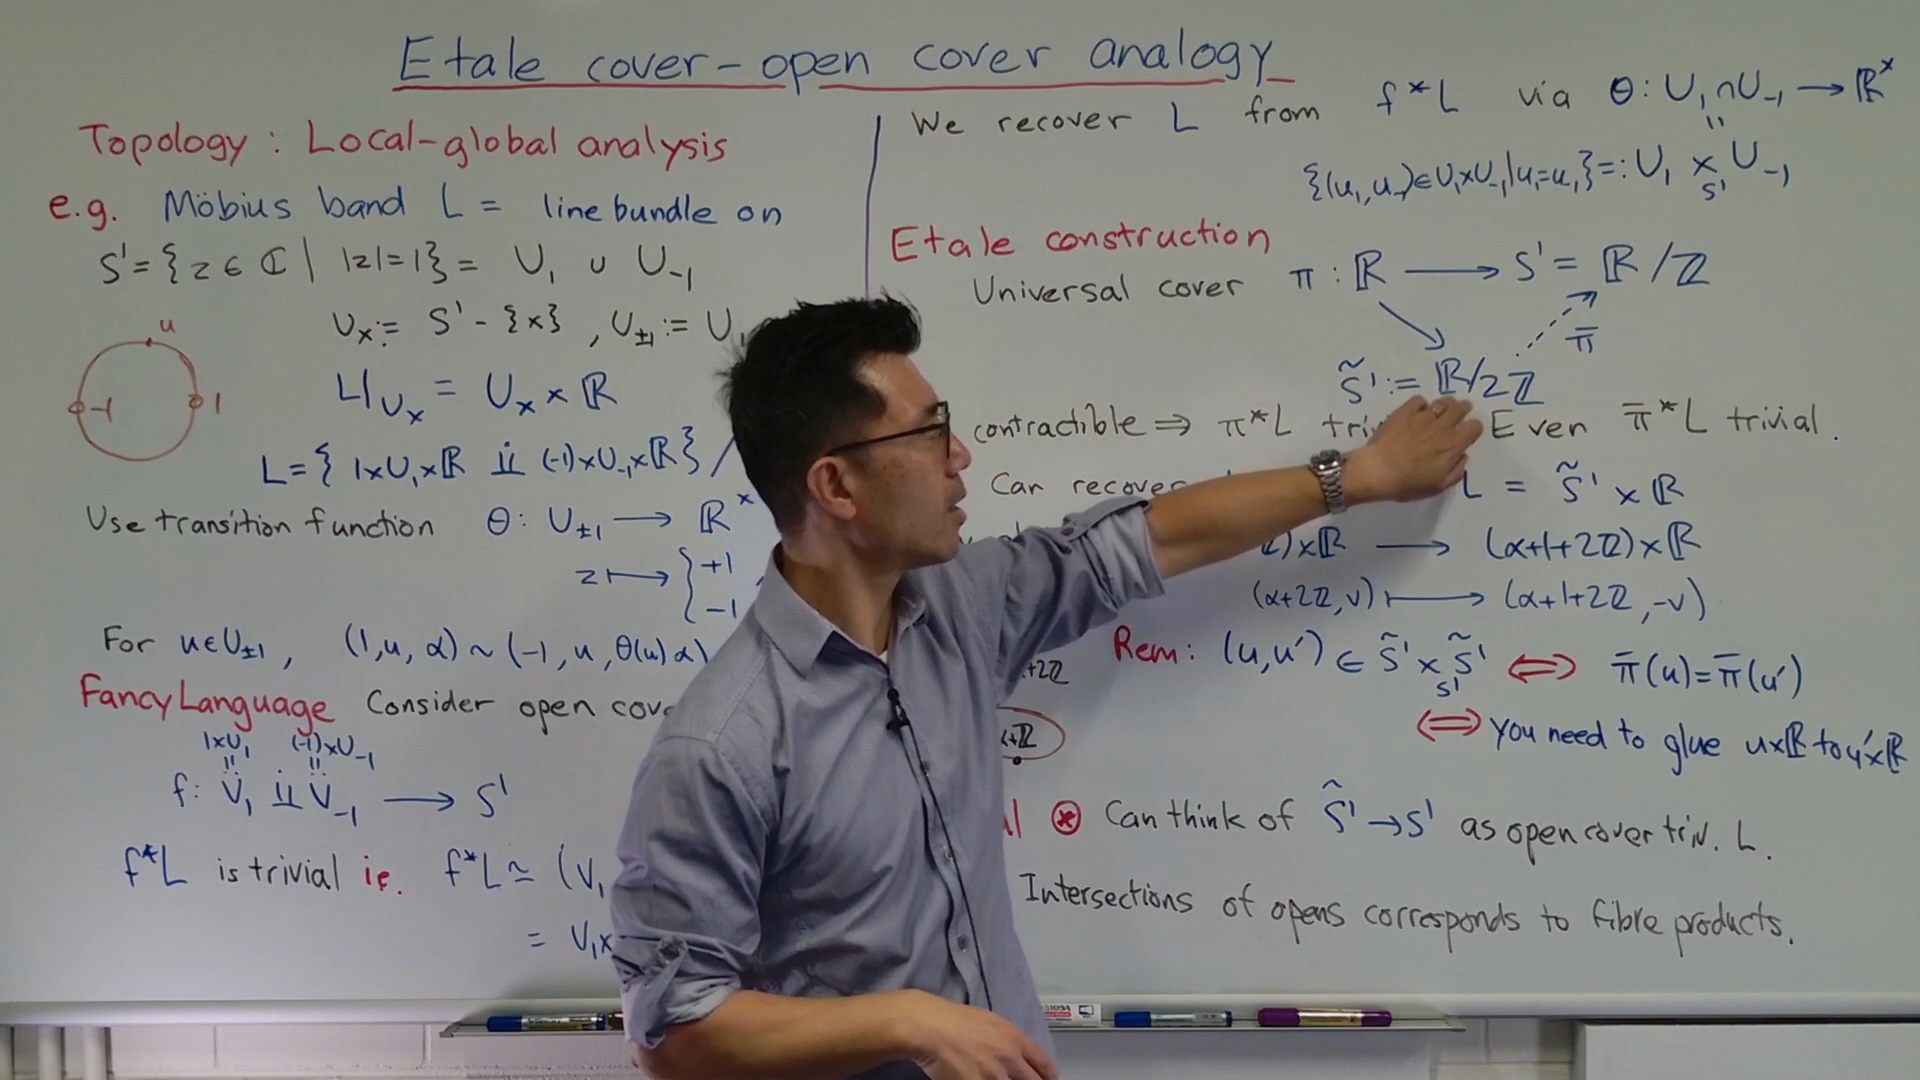 Etale cover-open cover analogy
Topology: Local-global analysis
e.g. Möbius band L = line bundle on
S¹ = {z ∈ ℂ | |z|=1} = U₁ ∪ U₋₁
Uₓ := S¹ - {x}, U±₁ := U₁
u
-1
1
L|Uₓ = Uₓ × ℝ
L = { 1×U₁×ℝ ⨿ (-1)×U₋₁×ℝ} /
Use transition function θ: U±₁ → ℝˣ
z ↦ { +1
-1
For u∈U±₁, (1,u,α) ~ (-1,u,θ(u)α)
Fancy Language Consider open cov
1×U₁ (-1)×U₋₁
f: V₁ ⨿ V₋₁ → S¹
f*L is trivial ie. f*L ≃ (V₁
= V₁×
We recover L from f*L via θ: U₁∩U₋₁ → ℝˣ
{(u₁,u₋₁)∈U₁×U₋₁|u₁=u₋₁} =: U₁ × U₋₁
S¹
Etale construction
Universal cover π: ℝ → S¹ = ℝ/ℤ
π̄
S̃¹ := ℝ/2ℤ
contractible ⇒ π*L triv Even π̄*L trivial.
Can recover L = S̃¹ × ℝ
)×ℝ → (α+1+2ℤ)×ℝ
(α+2ℤ,v) ↦ (α+1+2ℤ,-v)
Rem: (u,u′) ∈ S̃¹ × S̃¹ ⇔ π̄(u)=π̄(u′)
S¹
+2ℤ
⇔ you need to glue u×ℝ to u′×ℝ
α+ℤ
l ⊛ Can think of S̃¹ → S¹ as open cover triv. L.
Intersections of opens corresponds to fibre products.